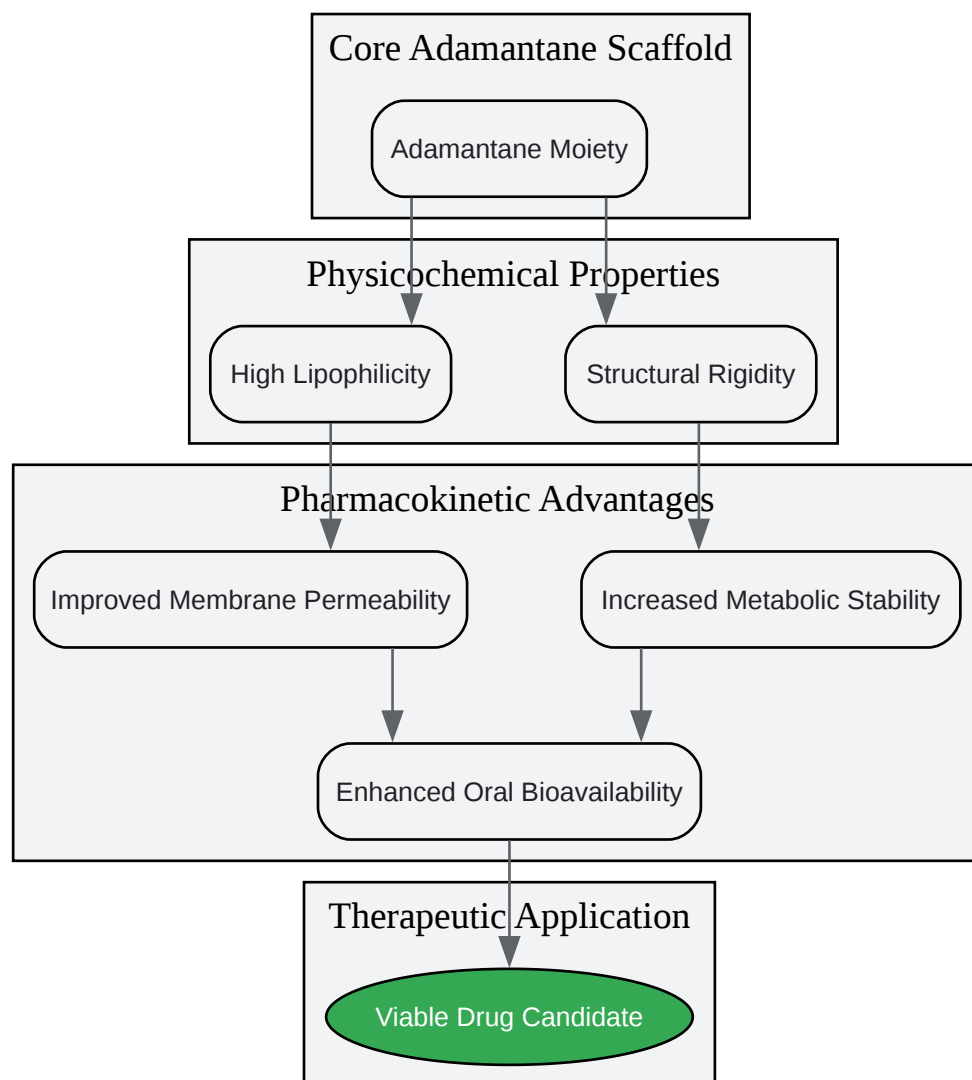 Core Adamantane Scaffold
Adamantane Moiety
Physicochemical Properties
High Lipophilicity
Structural Rigidity
Pharmacokinetic Advantages
Improved Membrane Permeability
Increased Metabolic Stability
Enhanced Oral Bioavailability
Therapeutic Application
Viable Drug Candidate